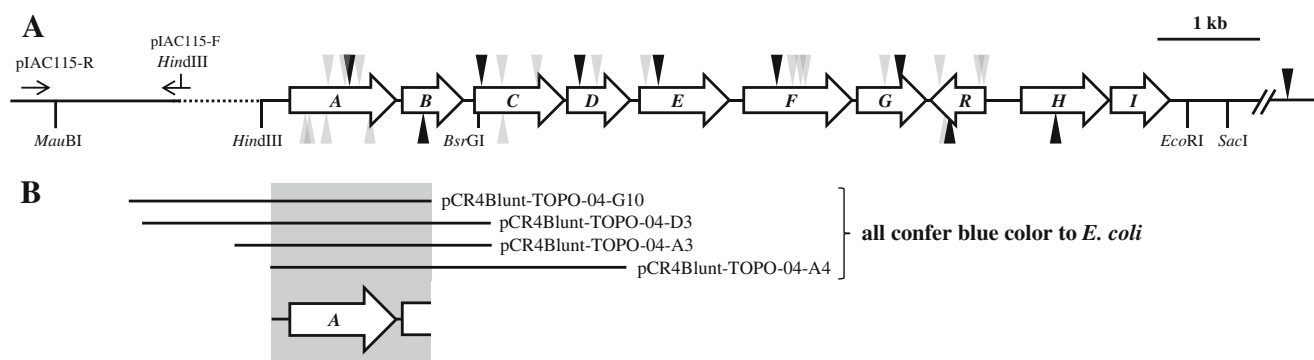 A
1 kb
pIAC115-F
pIAC115-R
HindIII
A B C D E F G R H I
MauBI HindIII BsrGI EcoRI SacI
B
pCR4Blunt-TOPO-04-G10
pCR4Blunt-TOPO-04-D3
all confer blue color to E. coli
pCR4Blunt-TOPO-04-A3
pCR4Blunt-TOPO-04-A4
A